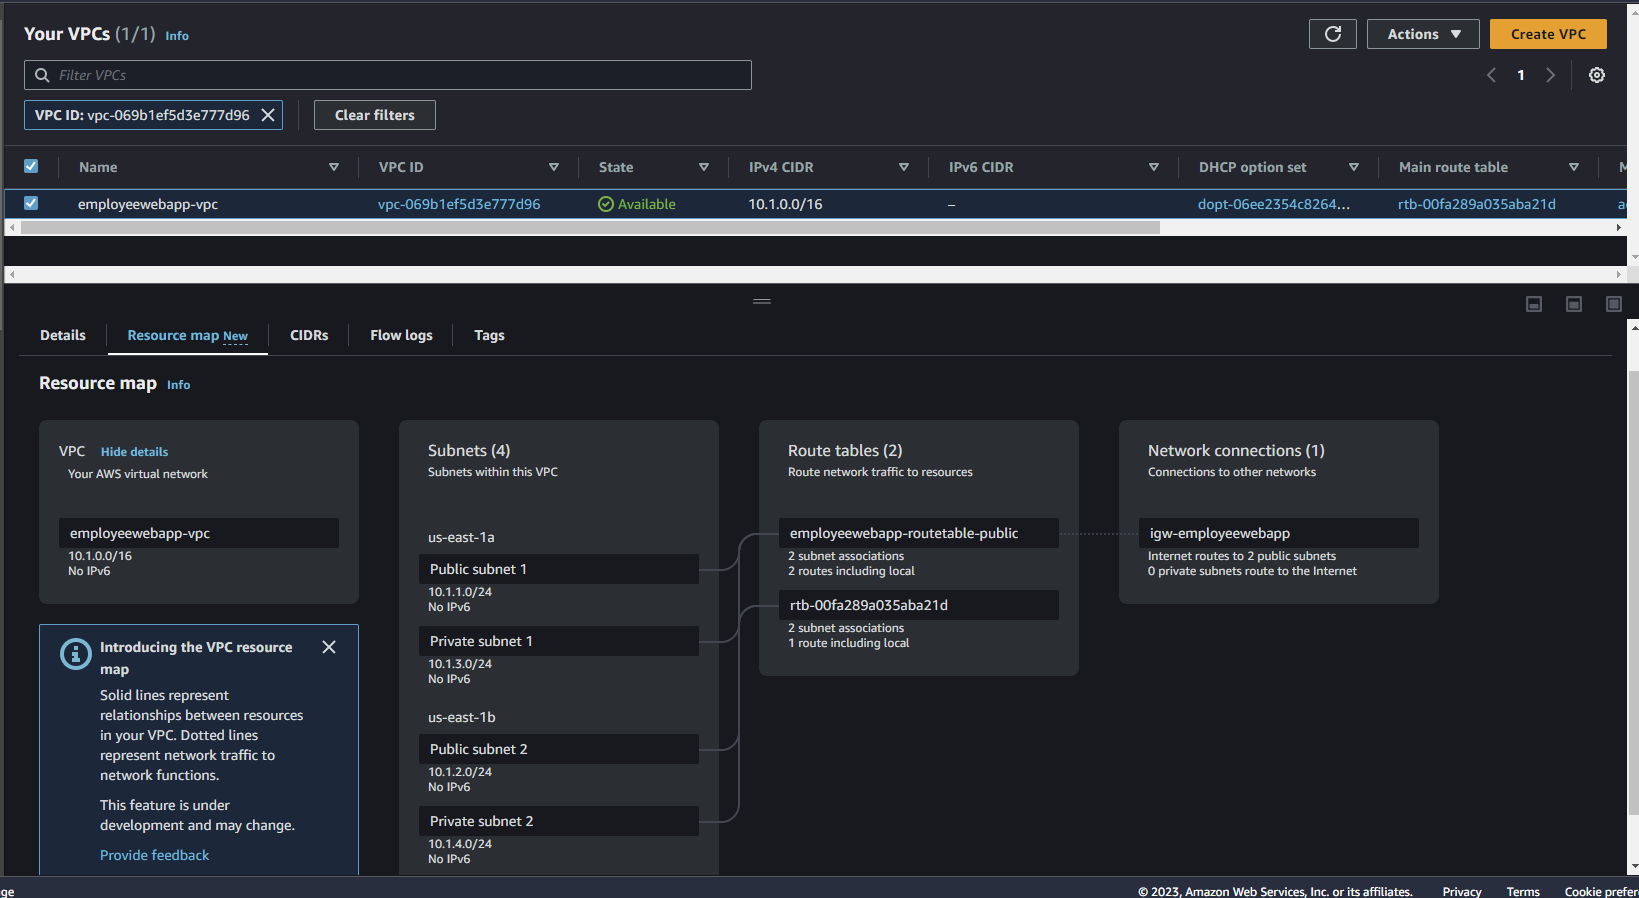 Your VPCs (1/1) Info
Actions
Create VPC
Filter VPCs
1
VPC ID: vpc-069b1ef5d3e777d96
Clear filters
Name
VPC ID
State
IPv4 CIDR
IPv6 CIDR
DHCP option set
Main route table
employeewebapp-vpc
vpc-069b1ef5d3e777d96
Available
10.1.0.0/16
–
dopt-06ee2354c8264...
rtb-00fa289a035aba21d
Details
Resource map New
CIDRs
Flow logs
Tags
Resource map Info
VPC Hide details
Your AWS virtual network
employeewebapp-vpc
10.1.0.0/16
No IPv6
Introducing the VPC resource
map
Solid lines represent
relationships between resources
in your VPC. Dotted lines
represent network traffic to
network functions.
This feature is under
development and may change.
Provide feedback
Subnets (4)
Subnets within this VPC
us-east-1a
Public subnet 1
10.1.1.0/24
No IPv6
Private subnet 1
10.1.3.0/24
No IPv6
us-east-1b
Public subnet 2
10.1.2.0/24
No IPv6
Private subnet 2
10.1.4.0/24
No IPv6
Route tables (2)
Route network traffic to resources
employeewebapp-routetable-public
2 subnet associations
2 routes including local
rtb-00fa289a035aba21d
2 subnet associations
1 route including local
Network connections (1)
Connections to other networks
igw-employeewebapp
Internet routes to 2 public subnets
0 private subnets route to the Internet
ge
© 2023, Amazon Web Services, Inc. or its affiliates.
Privacy
Terms
Cookie prefer